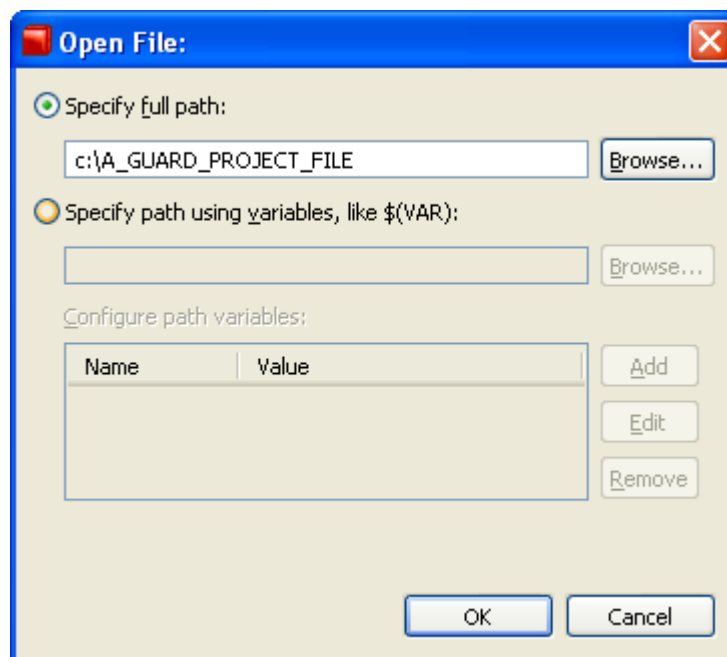 Open File:
Specify full path:
c:\A_GUARD_PROJECT_FILE
Browse...
Specify path using variables, like $(VAR):
Browse...
Configure path variables:
Name Value
Add
Edit
Remove
OK Cancel